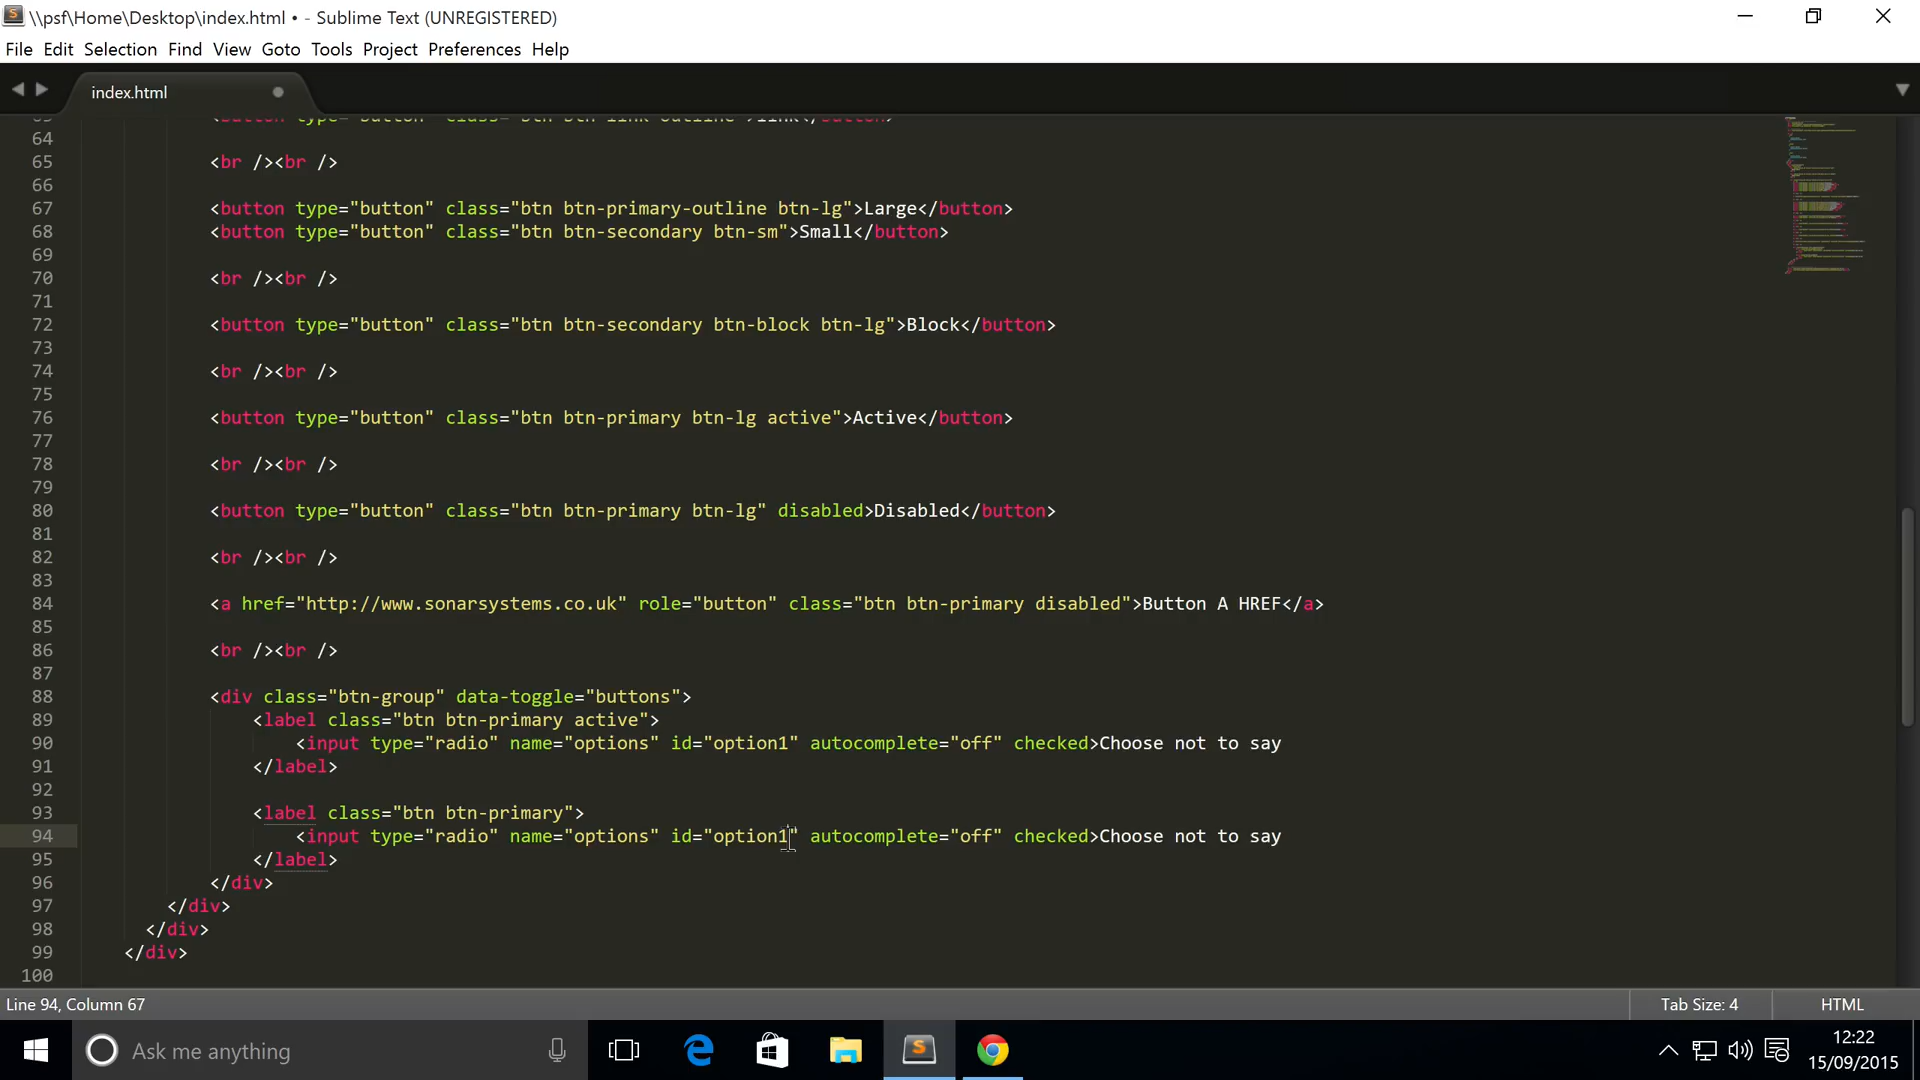 \\psf\Home\Desktop\index.html • - Sublime Text (UNREGISTERED)
File Edit Selection Find View Goto Tools Project Preferences Help
index.html
64
65 <br /><br />
66
67 <button type="button" class="btn btn-primary-outline btn-lg">Large</button>
68 <button type="button" class="btn btn-secondary btn-sm">Small</button>
69
70 <br /><br />
71
72 <button type="button" class="btn btn-secondary btn-block btn-lg">Block</button>
73
74 <br /><br />
75
76 <button type="button" class="btn btn-primary btn-lg active">Active</button>
77
78 <br /><br />
79
80 <button type="button" class="btn btn-primary btn-lg" disabled>Disabled</button>
81
82 <br /><br />
83
84 <a href="http://www.sonarsystems.co.uk" role="button" class="btn btn-primary disabled">Button A HREF</a>
85
86 <br /><br />
87
88 <div class="btn-group" data-toggle="buttons">
89 <label class="btn btn-primary active">
90 <input type="radio" name="options" id="option1" autocomplete="off" checked>Choose not to say
91 </label>
92
93 <label class="btn btn-primary">
94 <input type="radio" name="options" id="option1" autocomplete="off" checked>Choose not to say
95 </label>
96 </div>
97 </div>
98 </div>
99 </div>
100
Line 94, Column 67 Tab Size: 4 HTML
Ask me anything 12:22
15/09/2015